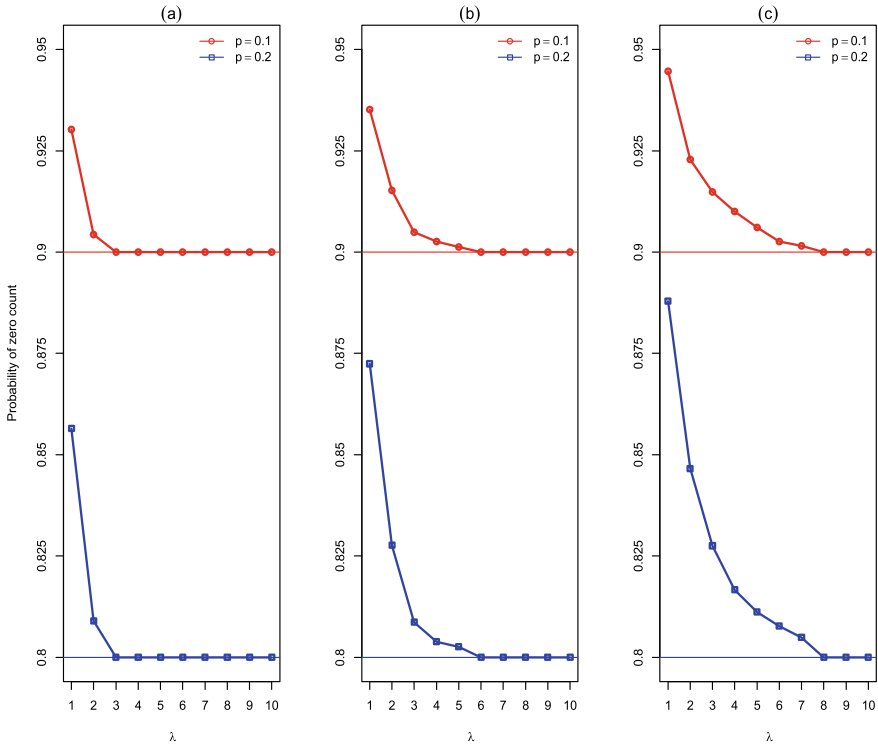 (a)
(b)
(c)
p = 0.1
p = 0.2
p = 0.1
p = 0.2
p = 0.1
p = 0.2
Probability of zero count
0.95
0.925
0.9
0.875
0.85
0.825
0.8
0.95
0.925
0.9
0.875
0.85
0.825
0.8
0.95
0.925
0.9
0.875
0.85
0.825
0.8
1 2 3 4 5 6 7 8 9 10
1 2 3 4 5 6 7 8 9 10
1 2 3 4 5 6 7 8 9 10
λ
λ
λ